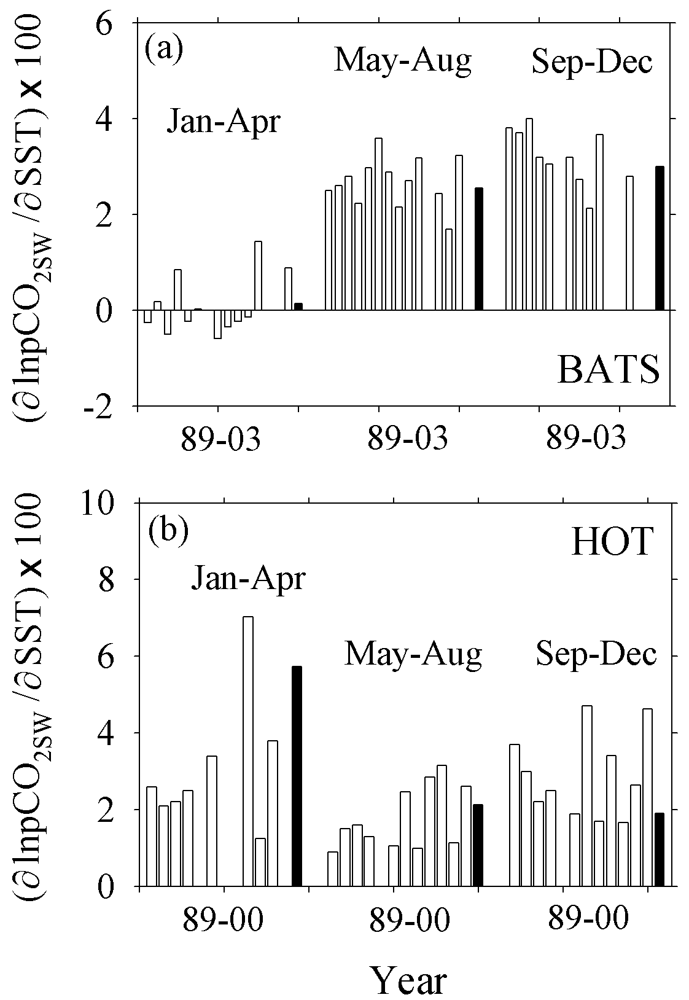 (∂lnpCO2SW/∂SST) x 100
6
4
2
0
-2
(a)
Jan-Apr
May-Aug
Sep-Dec
BATS
89-03
89-03
89-03
(∂lnpCO2SW/∂SST) x 100
10
8
6
4
2
0
(b)
HOT
Jan-Apr
May-Aug
Sep-Dec
89-00
89-00
89-00
Year